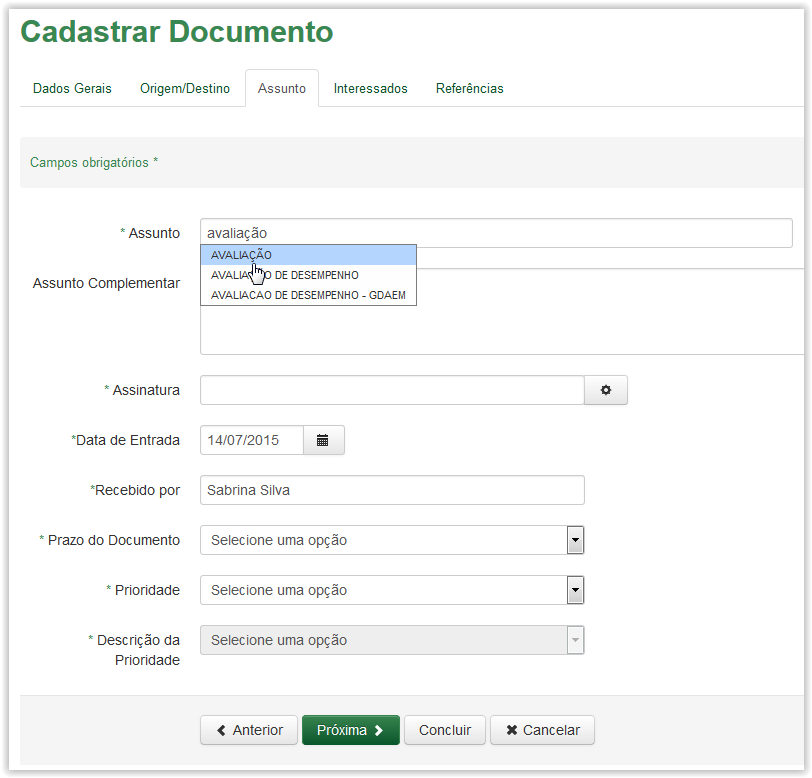 Cadastrar Documento
Dados Gerais Origem/Destino Assunto Interessados Referências
Campos obrigatórios *
* Assunto avaliação
AVALIAÇÃO
Assunto Complementar AVALIACAO DE DESEMPENHO
AVALIACAO DE DESEMPENHO - GDAEM
* Assinatura
*Data de Entrada 14/07/2015
*Recebido por Sabrina Silva
* Prazo do Documento Selecione uma opção
* Prioridade Selecione uma opção
* Descrição da
Prioridade Selecione uma opção
Anterior Próxima Concluir Cancelar